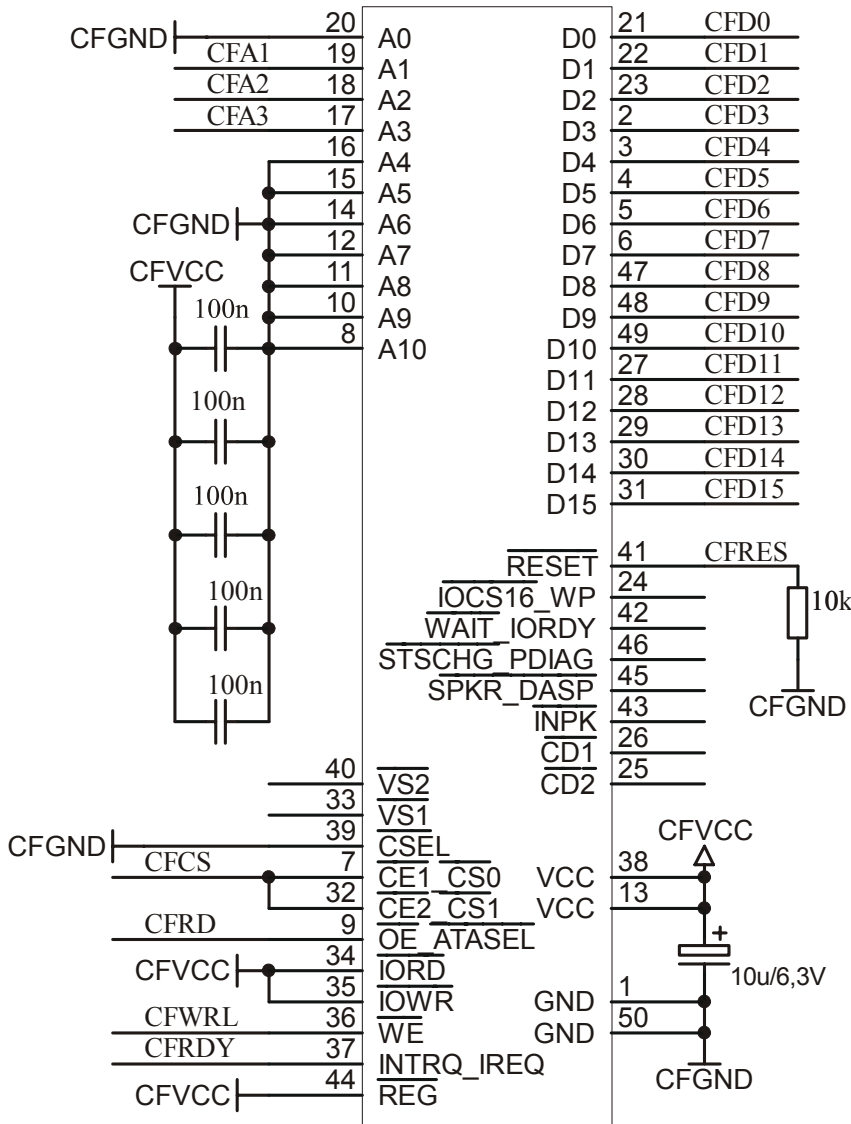 20 21 CFD0
CFGND A0 D0
CFA1 19 22 CFD1
A1 D1
CFA2 18 23 CFD2
A2 D2
CFA3 17 2 CFD3
A3 D3
16 3 CFD4
A4 D4
15 4 CFD5
A5 D5
14 5 CFD6
CFGND A6 D6
12 6 CFD7
A7 D7
CFVCC 11 47 CFD8
A8 D8
100n 10 48 CFD9
A9 D9
8 49 CFD10
A10 D10
27 CFD11
D11
100n 28 CFD12
D12
29 CFD13
D13
30 CFD14
D14
100n 31 CFD15
D15
41 CFRES
RESET
24
IOCS16_WP 10k
100n 42
WAIT_IORDY
46
STSCHG_PDIAG
45
100n SPKR_DASP
43 CFGND
INPK
26
CD1
40 25
VS2 CD2
33
VS1
39 CFVCC
CFGND CSEL
CFCS 7 38
CE1_CS0 VCC
32 13
CE2_CS1 VCC
CFRD 9 +
OE_ATASEL
34
CFVCC IORD 10u/6,3V
35 1
IOWR GND
CFWRL 36 50
WE GND
CFRDY 37
INTRQ_IREQ CFGND
44
CFVCC REG